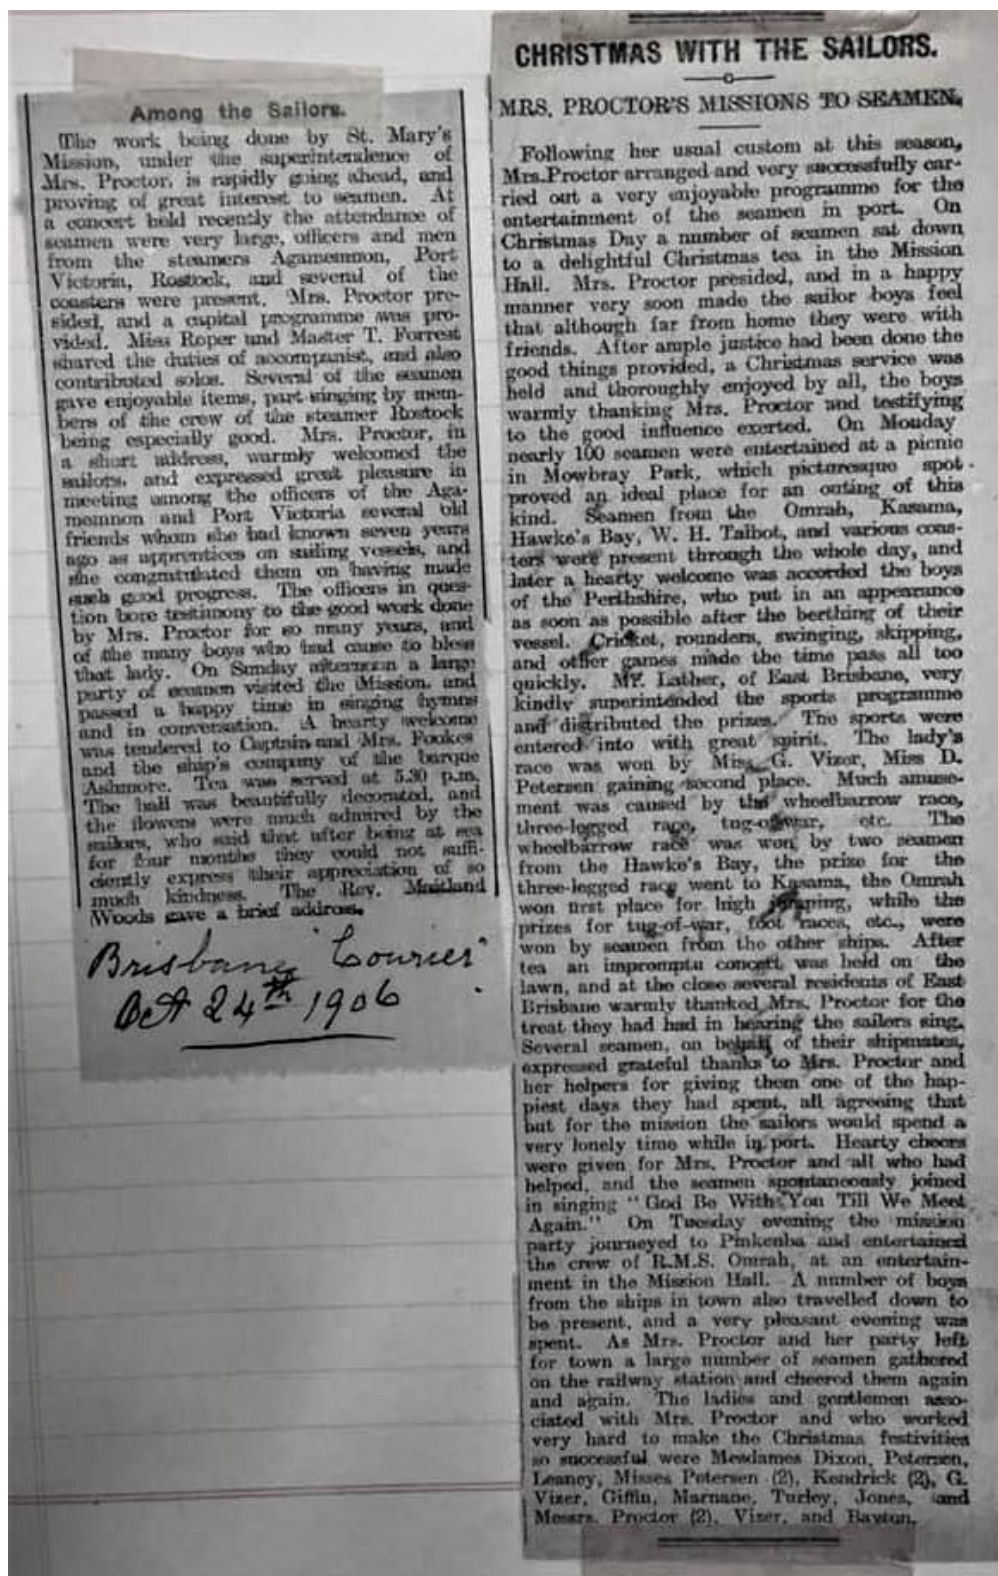 Among the Sailors.
The work being done by St. Mary's
Mission, under the superintendence of
Mrs. Proctor, is rapidly going ahead, and
proving of great interest to seamen. At
a concert held recently the attendance of
seamen were very large, officers and men
from the steamers Agamemnon, Port
Victoria, Rostock, and several of the
coasters were present. Mrs. Proctor pre-
sided, and a capital programme was pro-
vided. Miss Roper and Master T. Forrest
shared the duties of accompanist, and also
contributed solos. Several of the seamen
gave enjoyable items, part singing by mem-
bers of the crew of the steamer Rostock
being especially good. Mrs. Proctor, in
a short address, warmly welcomed the
sailors, and expressed great pleasure in
meeting among the officers of the Aga-
memnon and Port Victoria several old
friends whom she had known seven years
ago as apprentices on sailing vessels, and
she congratulated them on having made
such good progress. The officers in ques-
tion bore testimony to the good work done
by Mrs. Proctor for so many years, and
of the many boys who had cause to bless
that lady. On Sunday afternoon a large
party of seamen visited the Mission, and
passed a happy time in singing hymns
and in conversation. A hearty welcome
was tendered to Captain and Mrs. Fookes
and the ship's company of the barque
Ashmore. Tea was served at 5.30 p.m.
The hall was beautifully decorated, and
the flowers were much admired by the
sailors, who said that after being at sea
for four months they could not suffi-
ciently express their appreciation of so
much kindness. The Rev. Maitland
Woods gave a brief address.
Brisbane Courier
Oct 24th 1906
CHRISTMAS WITH THE SAILORS.
MRS. PROCTOR'S MISSIONS TO SEAMEN.
Following her usual custom at this season,
Mrs. Proctor arranged and very successfully car-
ried out a very enjoyable programme for the
entertainment of the seamen in port. On
Christmas Day a number of seamen sat down
to a delightful Christmas tea in the Mission
Hall. Mrs. Proctor presided, and in a happy
manner very soon made the sailor boys feel
that although far from home they were with
friends. After ample justice had been done the
good things provided, a Christmas service was
held and thoroughly enjoyed by all, the boys
warmly thanking Mrs. Proctor and testifying
to the good influence exerted. On Monday
nearly 100 seamen were entertained at a picnic
in Mowbray Park, which picturesque spot
proved an ideal place for an outing of this
kind. Seamen from the Omrah, Kasama,
Hawke's Bay, W. H. Talbot, and various coas-
ters were present through the whole day, and
later a hearty welcome was accorded the boys
of the Perthshire, who put in an appearance
as soon as possible after the berthing of their
vessel. Cricket, rounders, swinging, skipping,
and other games made the time pass all too
quickly. Mr. Lather, of East Brisbane, very
kindly superintended the sports programme
and distributed the prizes. The sports were
entered into with great spirit. The lady's
race was won by Miss G. Vizer, Miss D.
Petersen gaining second place. Much amuse-
ment was caused by the wheelbarrow race,
three-legged race, tug-of-war, etc. The
wheelbarrow race was won by two seamen
from the Hawke's Bay, the prize for the
three-legged race went to Kasama, the Omrah
won first place for high jumping, while the
prizes for tug-of-war, foot races, etc., were
won by seamen from the other ships. After
tea an impromptu concert was held on the
lawn, and at the close several residents of East
Brisbane warmly thanked Mrs. Proctor for the
treat they had had in hearing the sailors sing.
Several seamen, on behalf of their shipmates,
expressed grateful thanks to Mrs. Proctor and
her helpers for giving them one of the hap-
piest days they had spent, all agreeing that
but for the mission the sailors would spend a
very lonely time while in port. Hearty cheers
were given for Mrs. Proctor and all who had
helped, and the seamen spontaneously joined
in singing "God Be With You Till We Meet
Again." On Tuesday evening the mission
party journeyed to Pinkenba and entertained
the crew of R.M.S. Omrah, at an entertain-
ment in the Mission Hall. A number of boys
from the ships in town also travelled down to
be present, and a very pleasant evening was
spent. As Mrs. Proctor and her party left
for town a large number of seamen gathered
on the railway station and cheered them again
and again. The ladies and gentlemen asso-
ciated with Mrs. Proctor and who worked
very hard to make the Christmas festivities
so successful were Mesdames Dixon, Petersen,
Leaney, Misses Petersen (2), Kendrick (2), G.
Vizer, Giffin, Marnane, Turley, Jones, and
Messrs. Proctor (2), Vizer, and Baxtun.